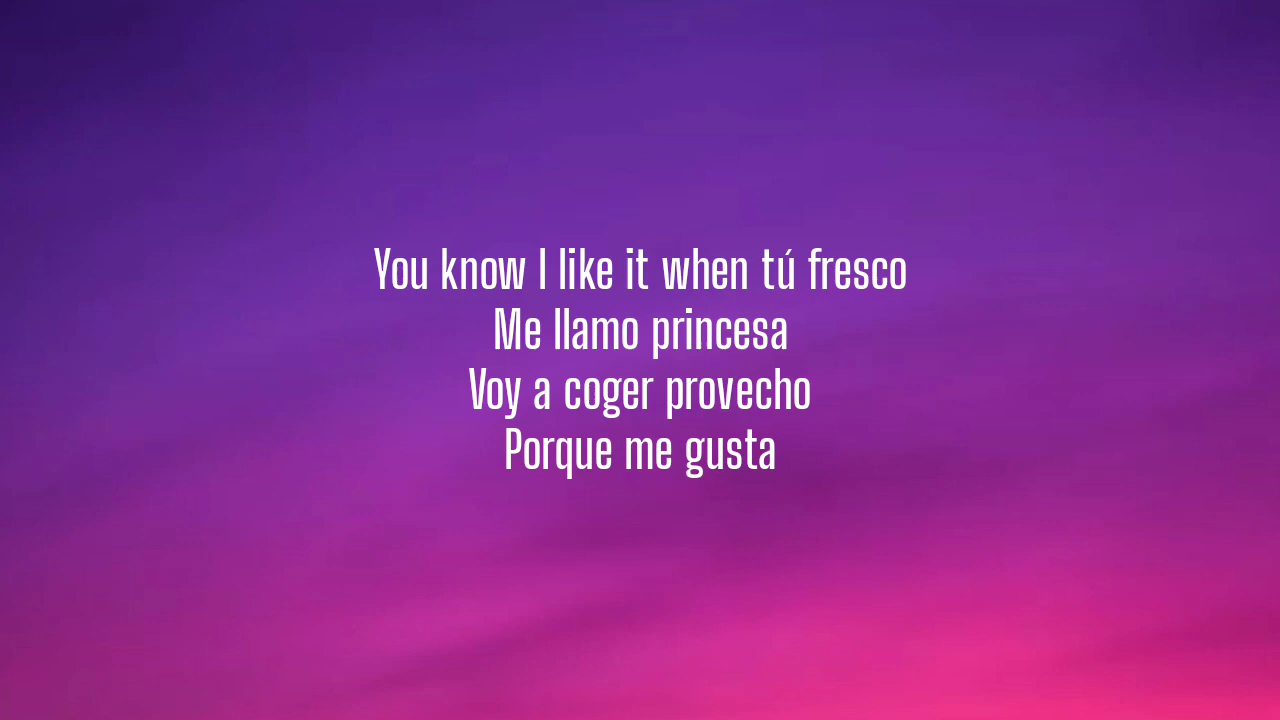 You know I like it when tú fresco
Me llamo princesa
Voy a coger provecho
Porque me gusta